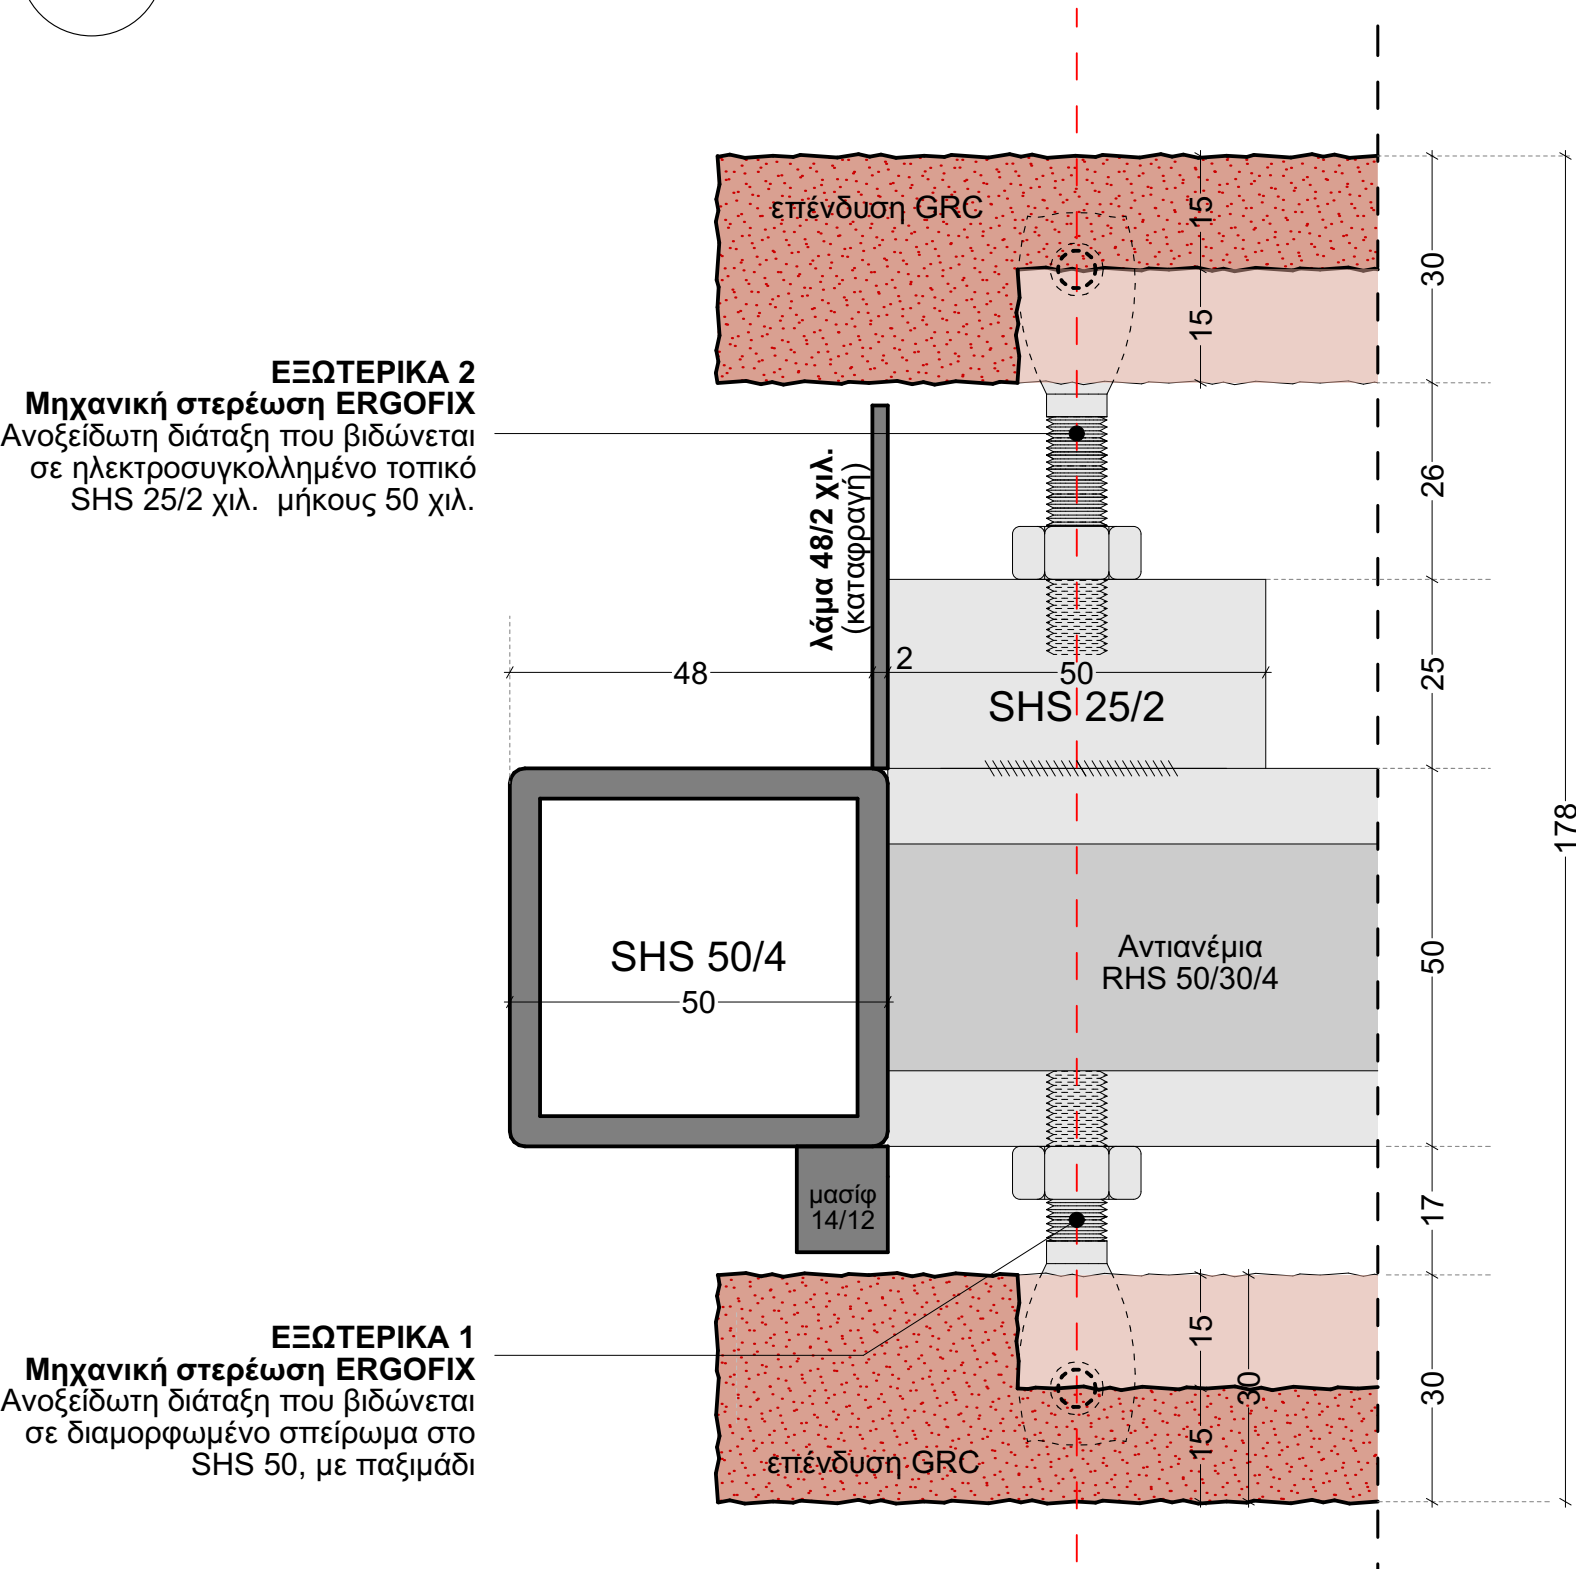 επένδυση GRC
15
30
15
ΕΞΩΤΕΡΙΚΑ 2
Μηχανική στερέωση ERGOFIX
Ανοξείδωτη διάταξη που βιδώνεται
σε ηλεκτροσυγκολλημένο τοπικό
SHS 25/2 χιλ. μήκους 50 χιλ.
λάμα 48/2 χιλ.
(καταφραγή)
26
48
2
50
25
SHS 25/2
178
SHS 50/4
50
Αντιανέμια
RHS 50/30/4
50
μασίφ
14/12
17
ΕΞΩΤΕΡΙΚΑ 1
Μηχανική στερέωση ERGOFIX
Ανοξείδωτη διάταξη που βιδώνεται
σε διαμορφωμένο σπείρωμα στο
SHS 50, με παξιμάδι
15
30
30
15
επένδυση GRC